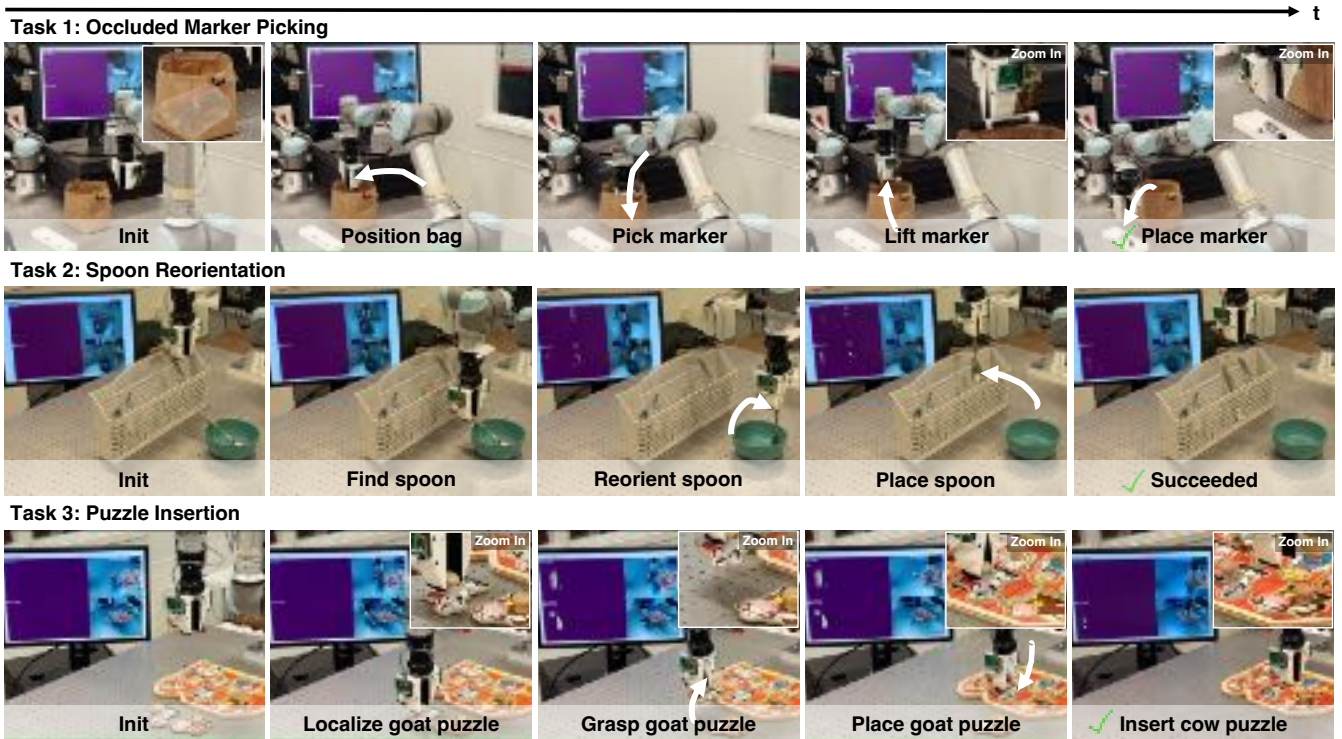 t
Task 1: Occluded Marker Picking
Zoom In
Zoom In
Init
Position bag
Pick marker
Lift marker
Place marker
Task 2: Spoon Reorientation
Init
Find spoon
Reorient spoon
Place spoon
Succeeded
Task 3: Puzzle Insertion
Zoom In
Zoom In
Zoom In
Zoom In
Init
Localize goat puzzle
Grasp goat puzzle
Place goat puzzle
Insert cow puzzle